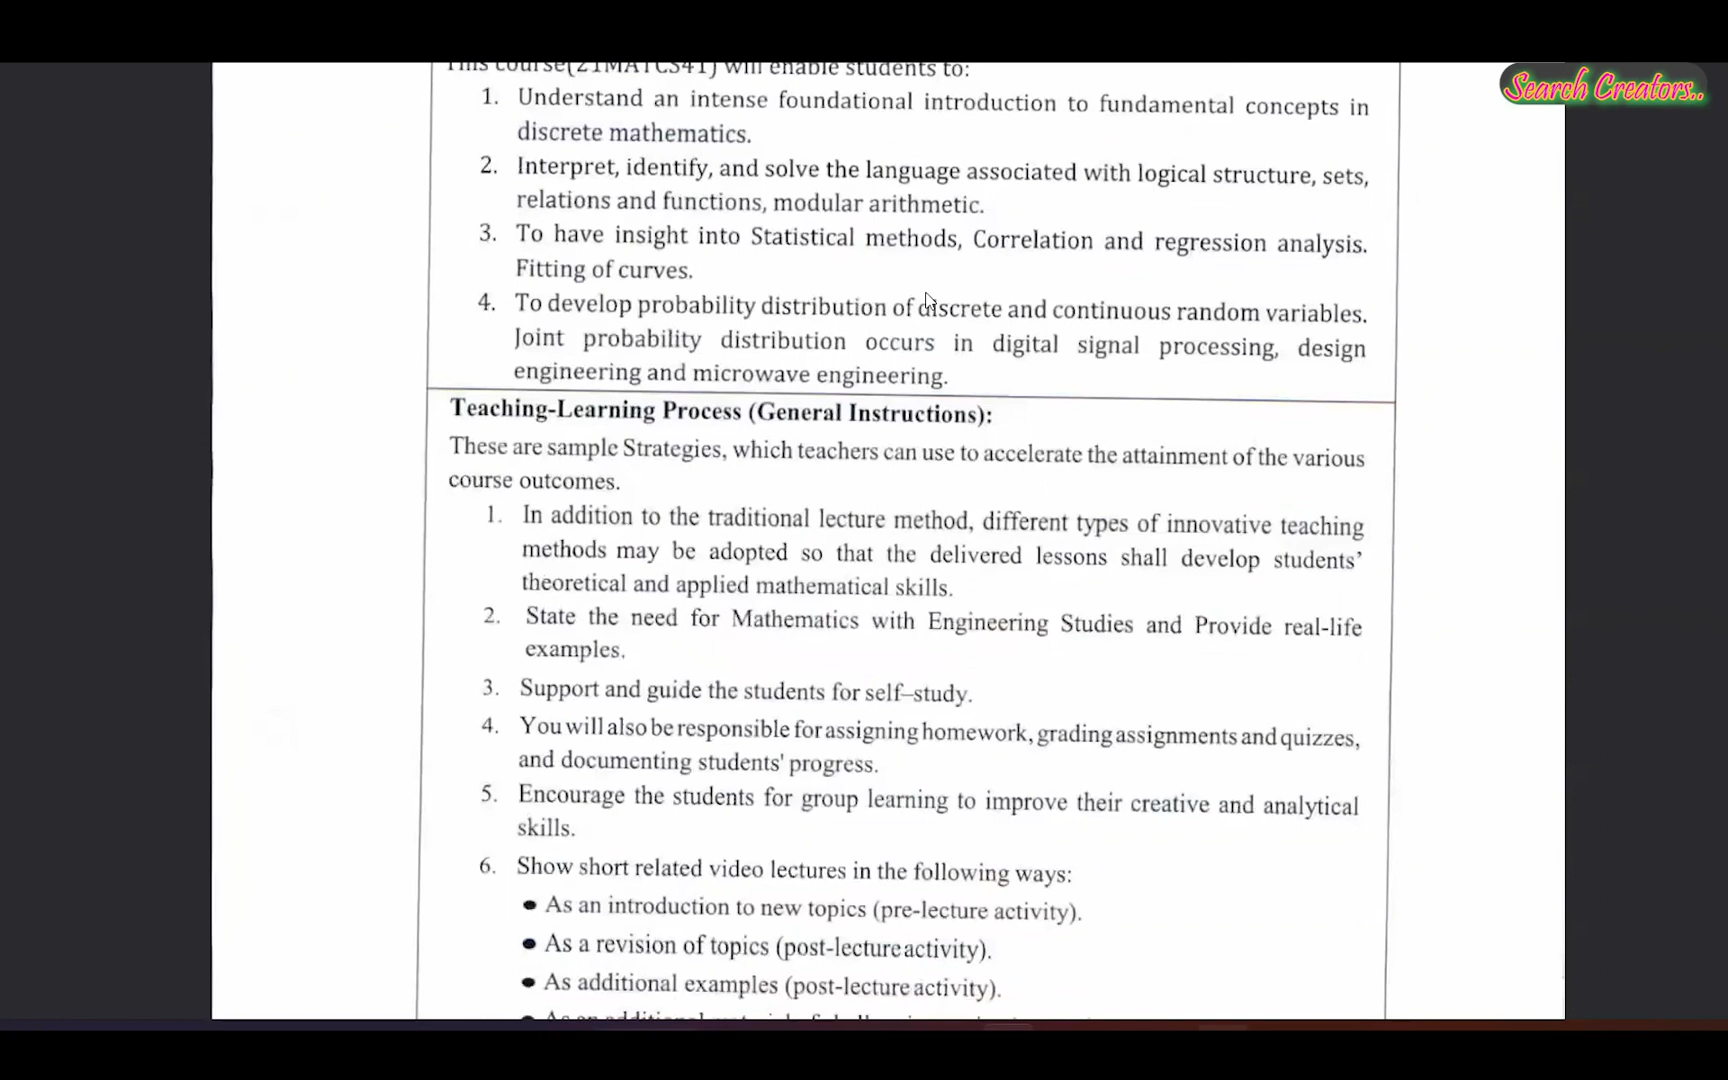 This course(21MATCS41) will enable students to:
Search Creators..
1. Understand an intense foundational introduction to fundamental concepts in
discrete mathematics.
2. Interpret, identify, and solve the language associated with logical structure, sets,
relations and functions, modular arithmetic.
3. To have insight into Statistical methods, Correlation and regression analysis.
Fitting of curves.
4. To develop probability distribution of discrete and continuous random variables.
Joint probability distribution occurs in digital signal processing, design
engineering and microwave engineering.
Teaching-Learning Process (General Instructions):
These are sample Strategies, which teachers can use to accelerate the attainment of the various
course outcomes.
1. In addition to the traditional lecture method, different types of innovative teaching
methods may be adopted so that the delivered lessons shall develop students’
theoretical and applied mathematical skills.
2. State the need for Mathematics with Engineering Studies and Provide real-life
examples.
3. Support and guide the students for self–study.
4. You will also be responsible for assigning homework, grading assignments and quizzes,
and documenting students' progress.
5. Encourage the students for group learning to improve their creative and analytical
skills.
6. Show short related video lectures in the following ways:
● As an introduction to new topics (pre-lecture activity).
● As a revision of topics (post-lecture activity).
● As additional examples (post-lecture activity).
● As an additional